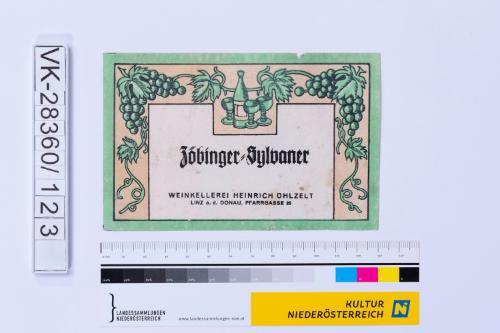 VK-28360/123
Zöbinger-Sylvaner
WEINKELLEREI HEINRICH OHLZELT
LINZ a. d. DONAU, PFARRGASSE 20
LANDESSAMMLUNGEN
NIEDERÖSTERREICH
www.landessammlungen-noe.at
KULTUR
NIEDERÖSTERREICH